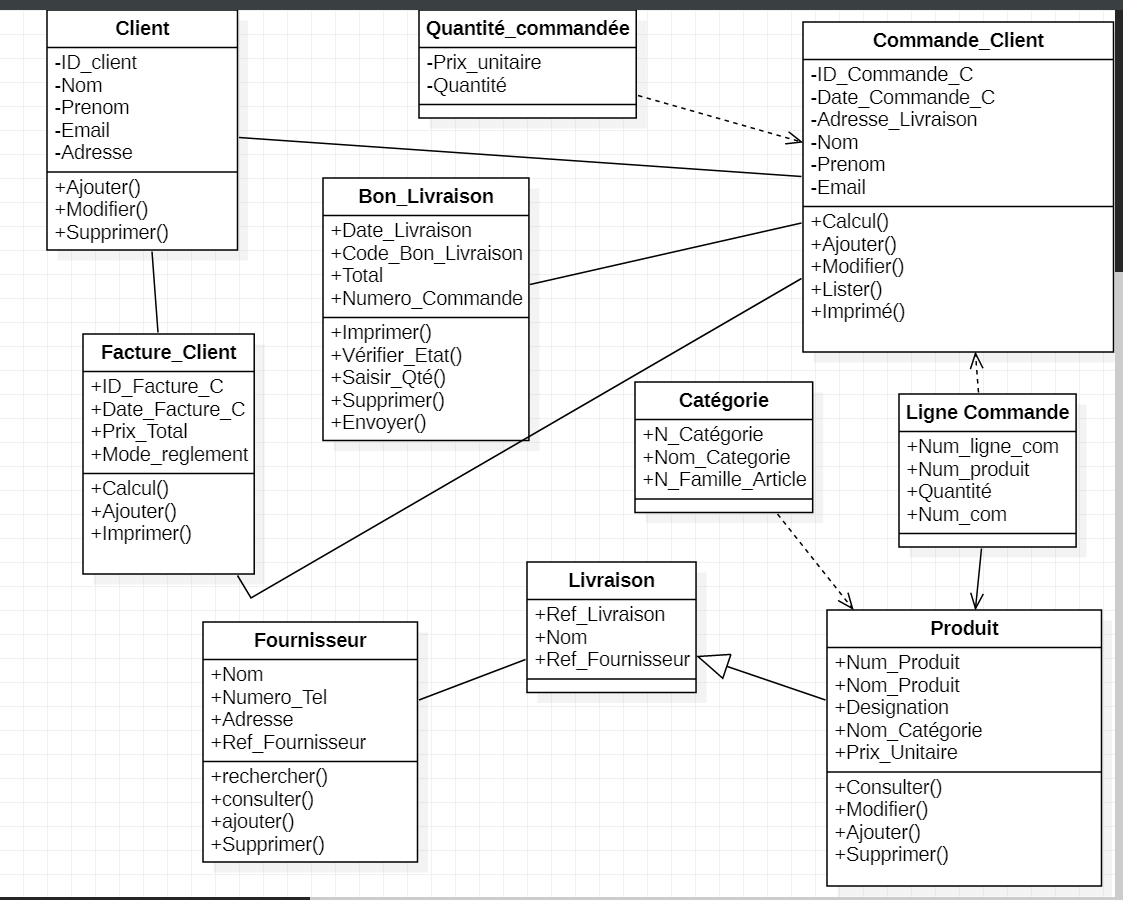 Client
-ID_client
-Nom
-Prenom
-Email
-Adresse
+Ajouter()
+Modifier()
+Supprimer()
Quantité_commandée
-Prix_unitaire
-Quantité
Commande_Client
-ID_Commande_C
-Date_Commande_C
-Adresse_Livraison
-Nom
-Prenom
-Email
+Calcul()
+Ajouter()
+Modifier()
+Lister()
+Imprimé()
Bon_Livraison
+Date_Livraison
+Code_Bon_Livraison
+Total
+Numero_Commande
+Imprimer()
+Vérifier_Etat()
+Saisir_Qté()
+Supprimer()
+Envoyer()
Facture_Client
+ID_Facture_C
+Date_Facture_C
+Prix_Total
+Mode_reglement
+Calcul()
+Ajouter()
+Imprimer()
Catégorie
+N_Catégorie
+Nom_Categorie
+N_Famille_Article
Ligne Commande
+Num_ligne_com
+Num_produit
+Quantité
+Num_com
Livraison
+Ref_Livraison
+Nom
+Ref_Fournisseur
Fournisseur
+Nom
+Numero_Tel
+Adresse
+Ref_Fournisseur
+rechercher()
+consulter()
+ajouter()
+Supprimer()
Produit
+Num_Produit
+Nom_Produit
+Designation
+Nom_Catégorie
+Prix_Unitaire
+Consulter()
+Modifier()
+Ajouter()
+Supprimer()